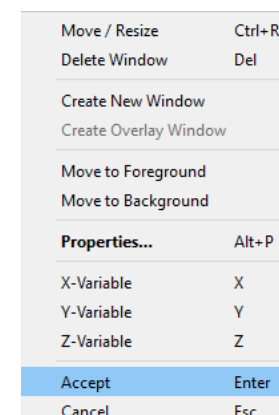 Move / Resize Ctrl+R
Delete Window Del
Create New Window
Create Overlay Window
Move to Foreground
Move to Background
Properties... Alt+P
X-Variable X
Y-Variable Y
Z-Variable Z
Accept Enter
Cancel Esc